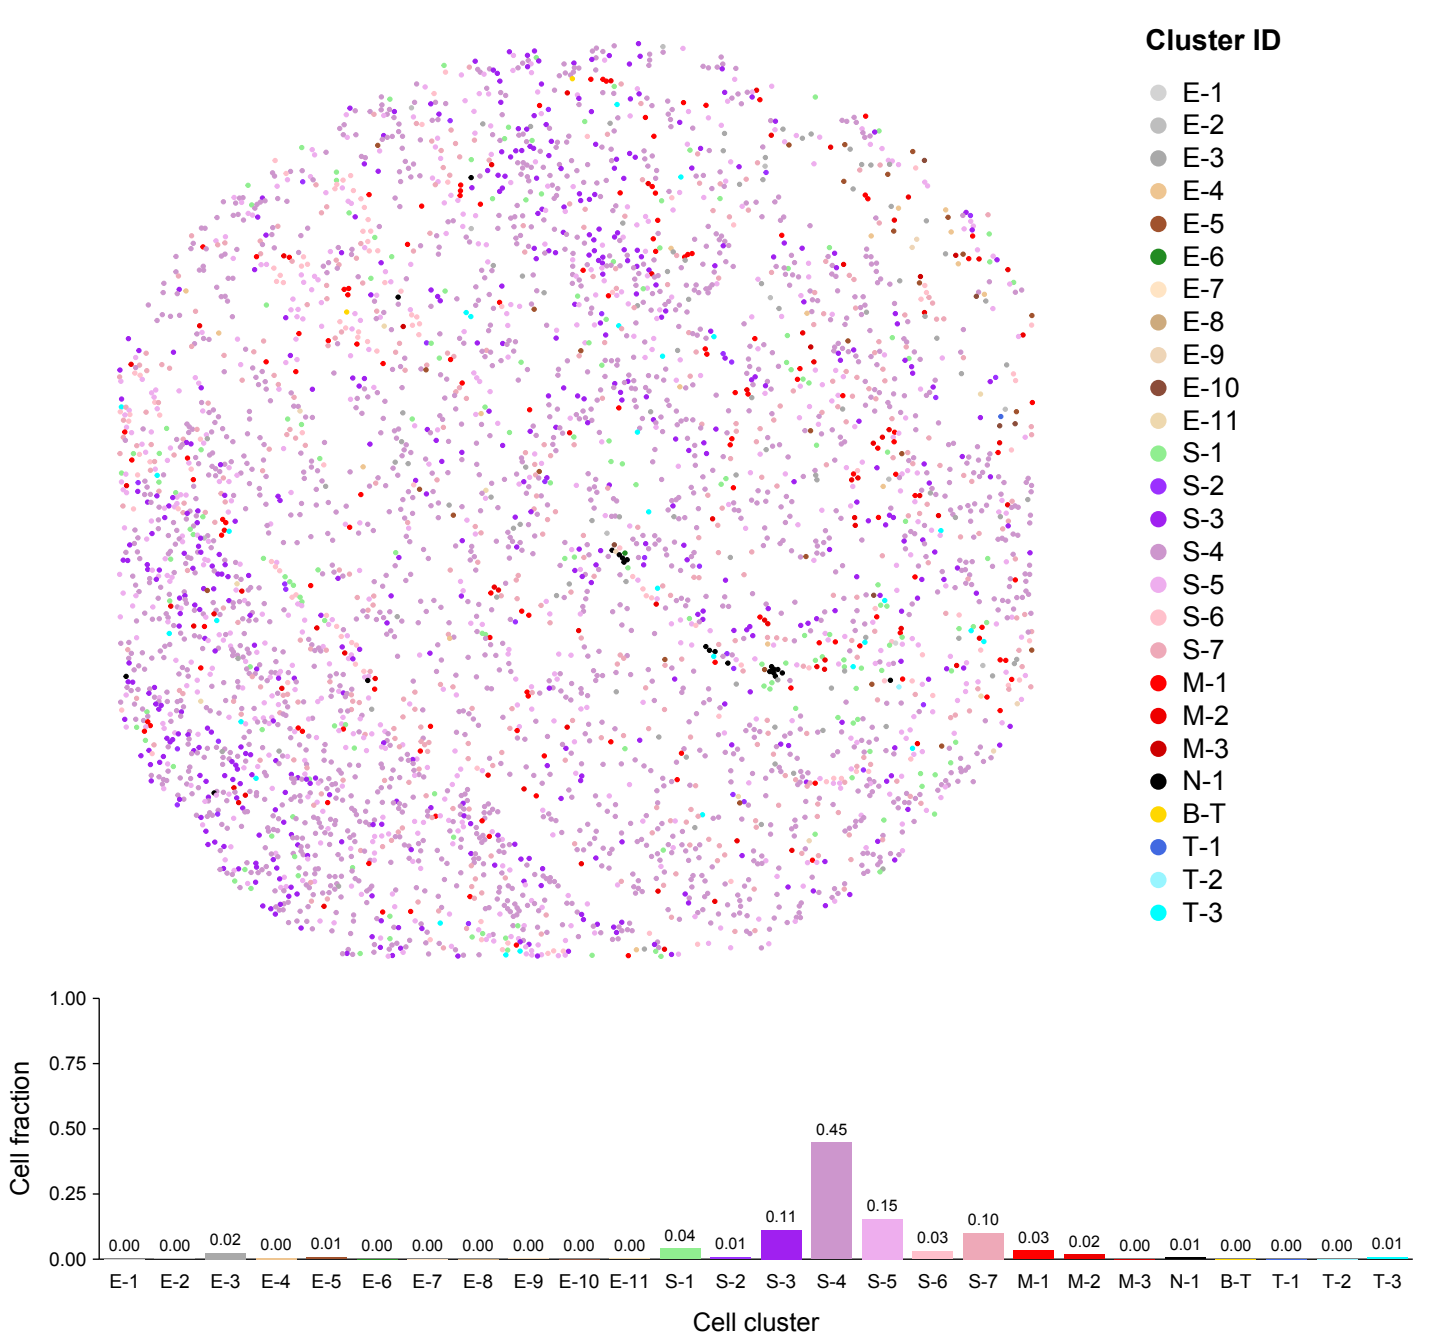 Cluster ID
E-1
E-2
E-3
E-4
E-5
E-6
E-7
E-8
E-9
E-10
E-11
S-1
S-2
S-3
S-4
S-5
S-6
S-7
M-1
M-2
M-3
N-1
B-T
T-1
T-2
T-3
1.00
0.75
0.50
0.25
0.00
Cell fraction
0.00 0.00 0.02 0.00 0.01 0.00 0.00 0.00 0.00 0.00 0.00 0.04 0.01 0.11 0.45 0.15 0.03 0.10 0.03 0.02 0.00 0.01 0.00 0.00 0.00 0.01
E-1 E-2 E-3 E-4 E-5 E-6 E-7 E-8 E-9 E-10 E-11 S-1 S-2 S-3 S-4 S-5 S-6 S-7 M-1 M-2 M-3 N-1 B-T T-1 T-2 T-3
Cell cluster